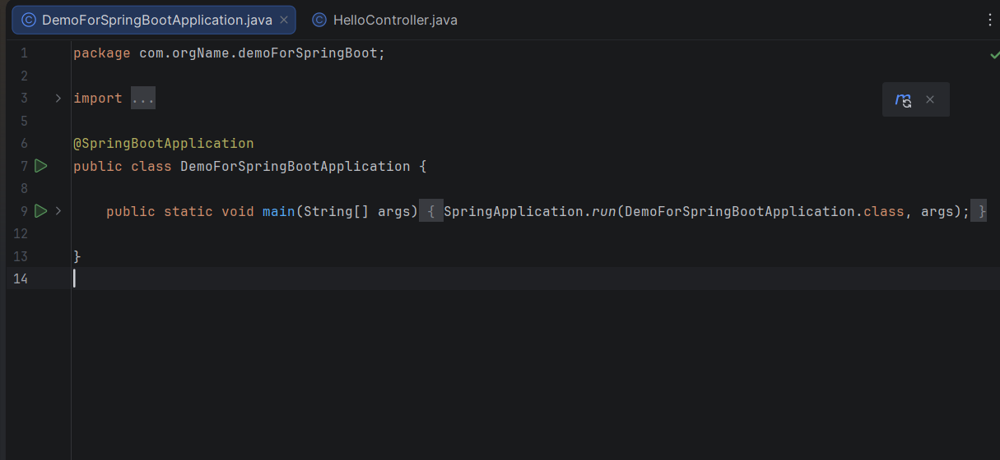 DemoForSpringBootApplication.java HelloController.java
1 package com.orgName.demoForSpringBoot;
2
3 import ...
5
6 @SpringBootApplication
7 public class DemoForSpringBootApplication {
8
9 public static void main(String[] args) { SpringApplication.run(DemoForSpringBootApplication.class, args); }
12
13 }
14